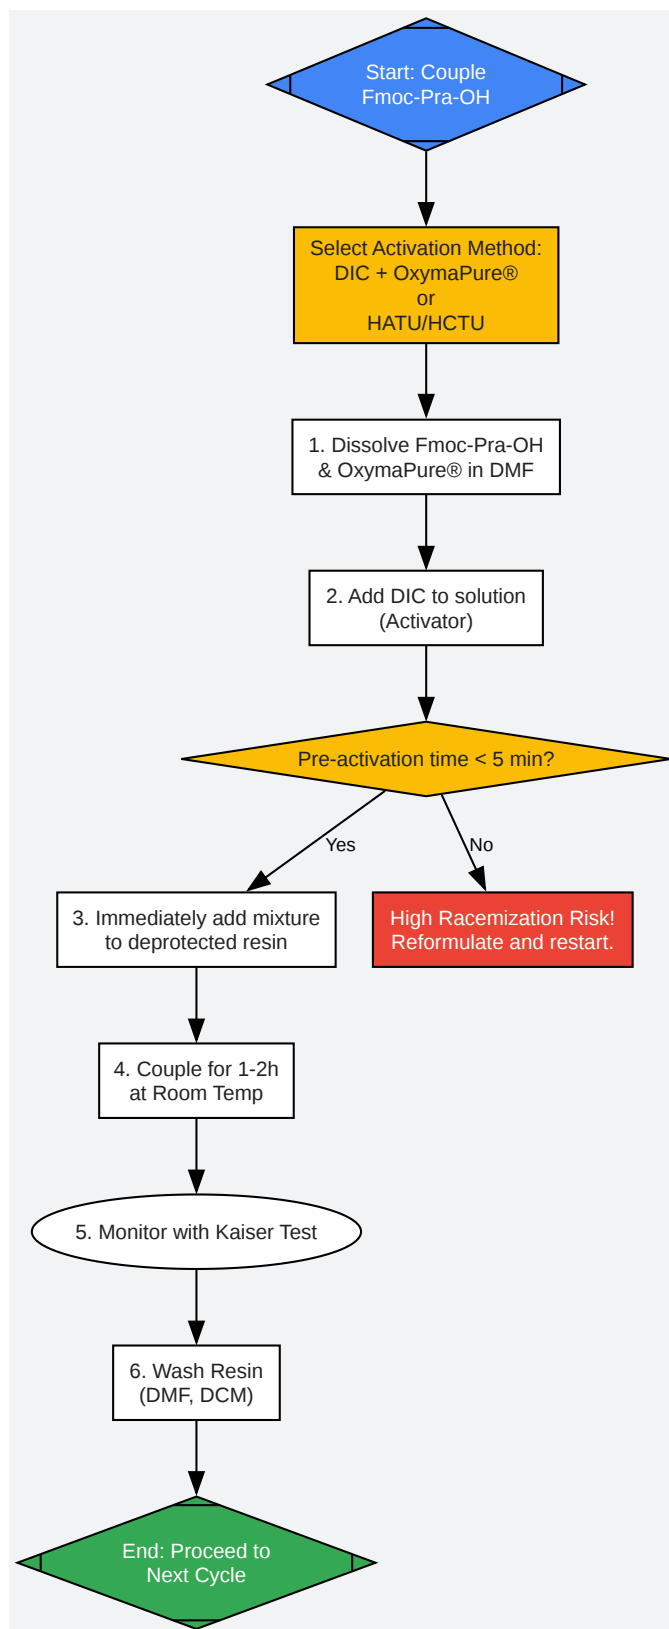 Start: Couple
Fmoc-Pra-OH
Select Activation Method:
DIC + OxymaPure®
or
HATU/HCTU
1. Dissolve Fmoc-Pra-OH
& OxymaPure® in DMF
2. Add DIC to solution
(Activator)
Pre-activation time < 5 min?
Yes
No
3. Immediately add mixture
to deprotected resin
High Racemization Risk!
Reformulate and restart.
4. Couple for 1-2h
at Room Temp
5. Monitor with Kaiser Test
6. Wash Resin
(DMF, DCM)
End: Proceed to
Next Cycle